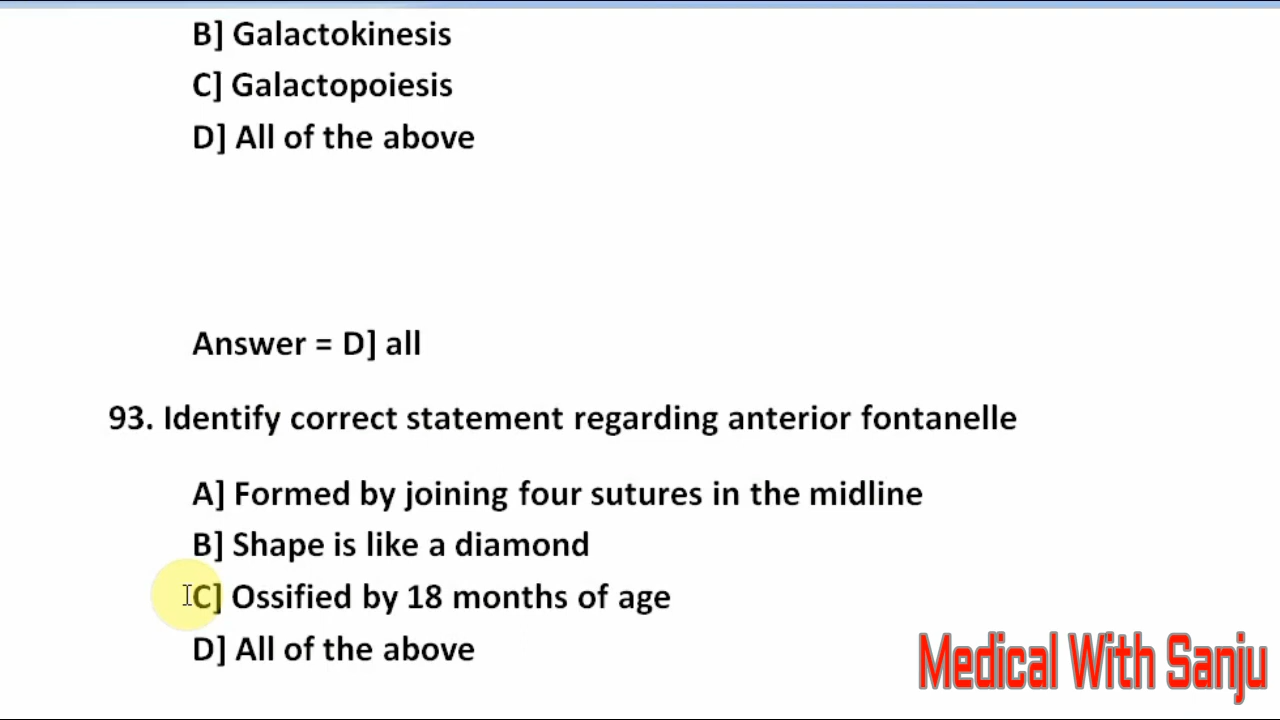 B] Galactokinesis
C] Galactopoiesis
D] All of the above
Answer = D] all
93. Identify correct statement regarding anterior fontanelle
A] Formed by joining four sutures in the midline
B] Shape is like a diamond
C] Ossified by 18 months of age
D] All of the above
Medical With Sanju